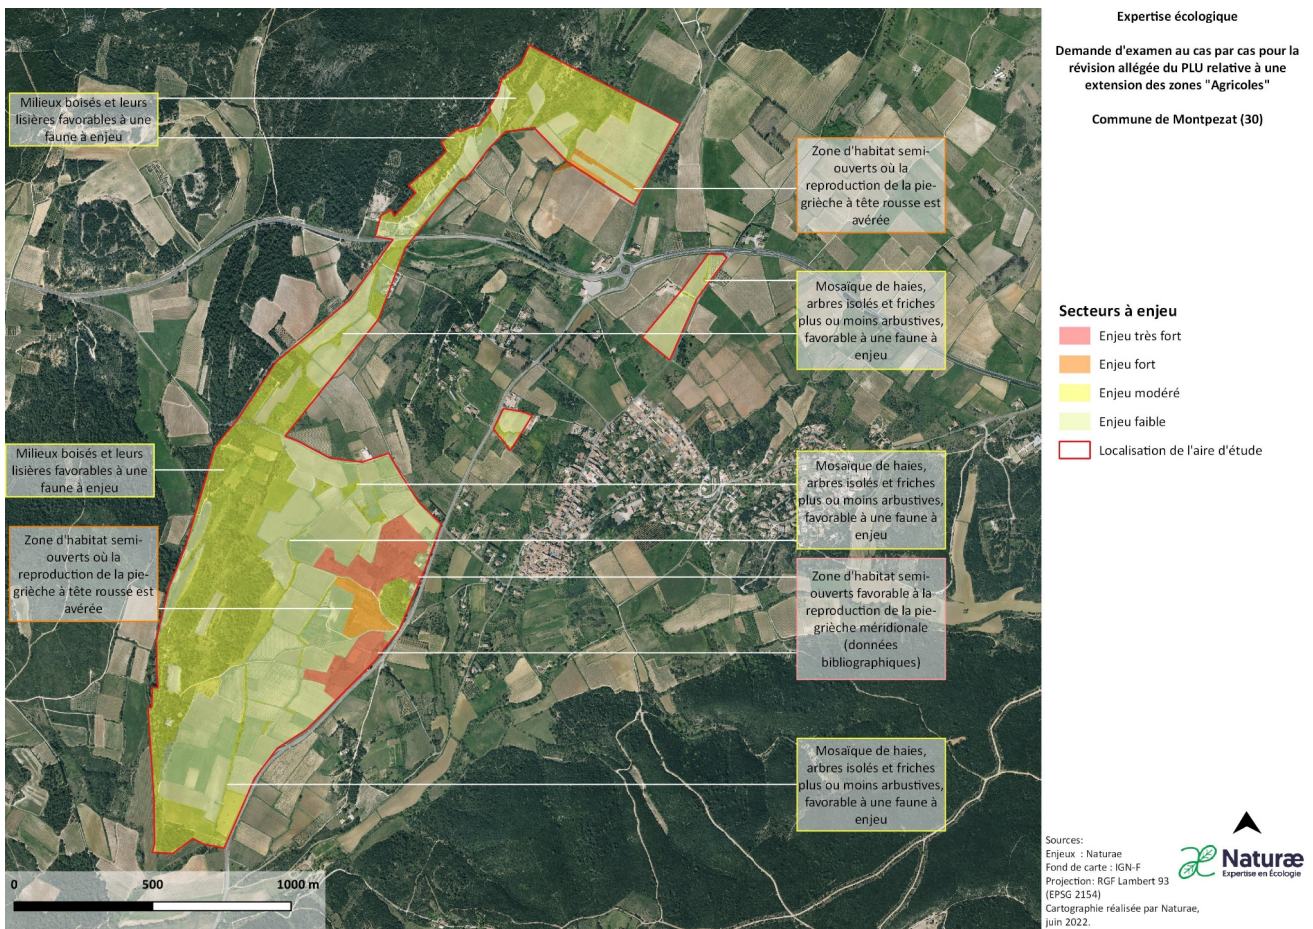 Expertise écologique
Demande d'examen au cas par cas pour la
révision allégée du PLU relative à une
extension des zones "Agricoles"
Commune de Montpezat (30)
Milieux boisés et leurs
lisières favorables à une
faune à enjeu
Zone d'habitat semi-
ouverts où la
reproduction de la pie-
grièche à tête rousse est
avérée
Mosaïque de haies,
arbres isolés et friches
plus ou moins arbustives,
favorable à une faune à
enjeu
Secteurs à enjeu
Enjeu très fort
Enjeu fort
Enjeu modéré
Enjeu faible
Localisation de l'aire d'étude
Milieux boisés et leurs
lisières favorables à une
faune à enjeu
Mosaïque de haies,
arbres isolés et friches
plus ou moins arbustives,
favorable à une faune à
enjeu
Zone d'habitat semi-
ouverts où la
reproduction de la pie-
grièche à tête rousse est
avérée
Zone d'habitat semi-
ouverts favorable à la
reproduction de la pie-
grièche méridionale
(données
bibliographiques)
Mosaïque de haies,
arbres isolés et friches
plus ou moins arbustives,
favorable à une faune à
enjeu
0 500 1000 m
Sources:
Enjeux : Naturae
Fond de carte : IGN-F
Projection: RGF Lambert 93
(EPSG 2154)
Cartographie réalisée par Naturae,
juin 2022.
Naturæ
Expertise en Écologie